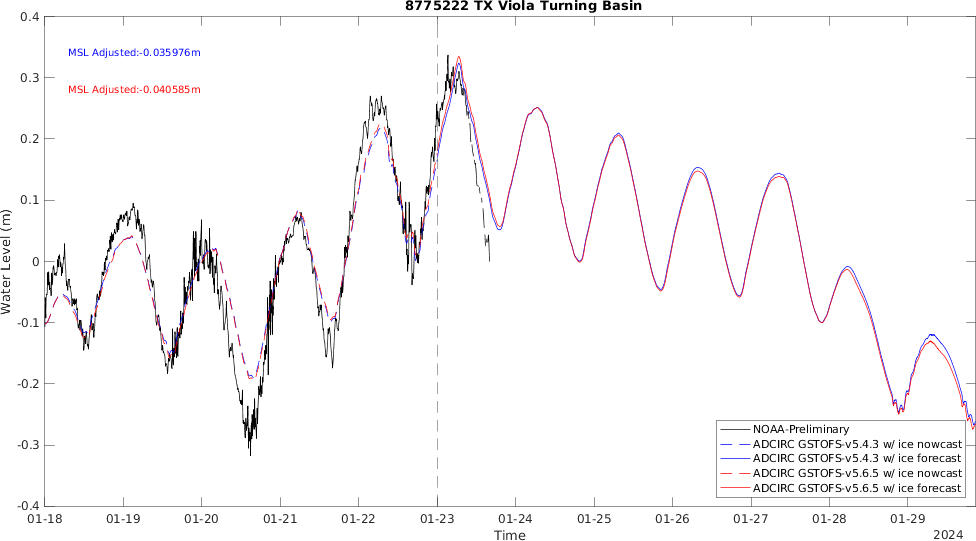 8775222 TX Viola Turning Basin
MSL Adjusted:-0.035976m
MSL Adjusted:-0.040585m
0.4
0.3
0.2
0.1
0
-0.1
-0.2
-0.3
-0.4
Water Level (m)
NOAA-Preliminary
ADCIRC GSTOFS-v5.4.3 w/ ice nowcast
ADCIRC GSTOFS-v5.4.3 w/ ice forecast
ADCIRC GSTOFS-v5.6.5 w/ ice nowcast
ADCIRC GSTOFS-v5.6.5 w/ ice forecast
01-18 01-19 01-20 01-21 01-22 01-23 01-24 01-25 01-26 01-27 01-28 01-29
Time
2024